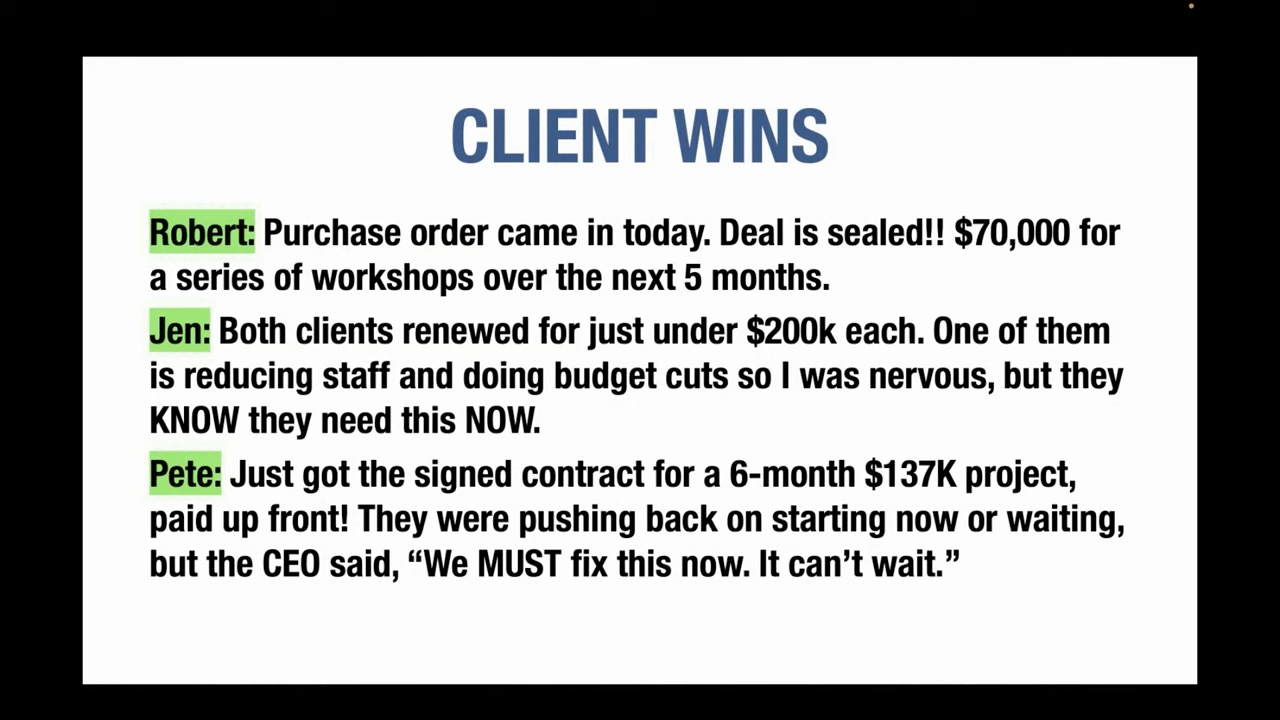 CLIENT WINS
Robert: Purchase order came in today. Deal is sealed!! $70,000 for
a series of workshops over the next 5 months.
Jen: Both clients renewed for just under $200k each. One of them
is reducing staff and doing budget cuts so I was nervous, but they
KNOW they need this NOW.
Pete: Just got the signed contract for a 6-month $137K project,
paid up front! They were pushing back on starting now or waiting,
but the CEO said, “We MUST fix this now. It can’t wait.”